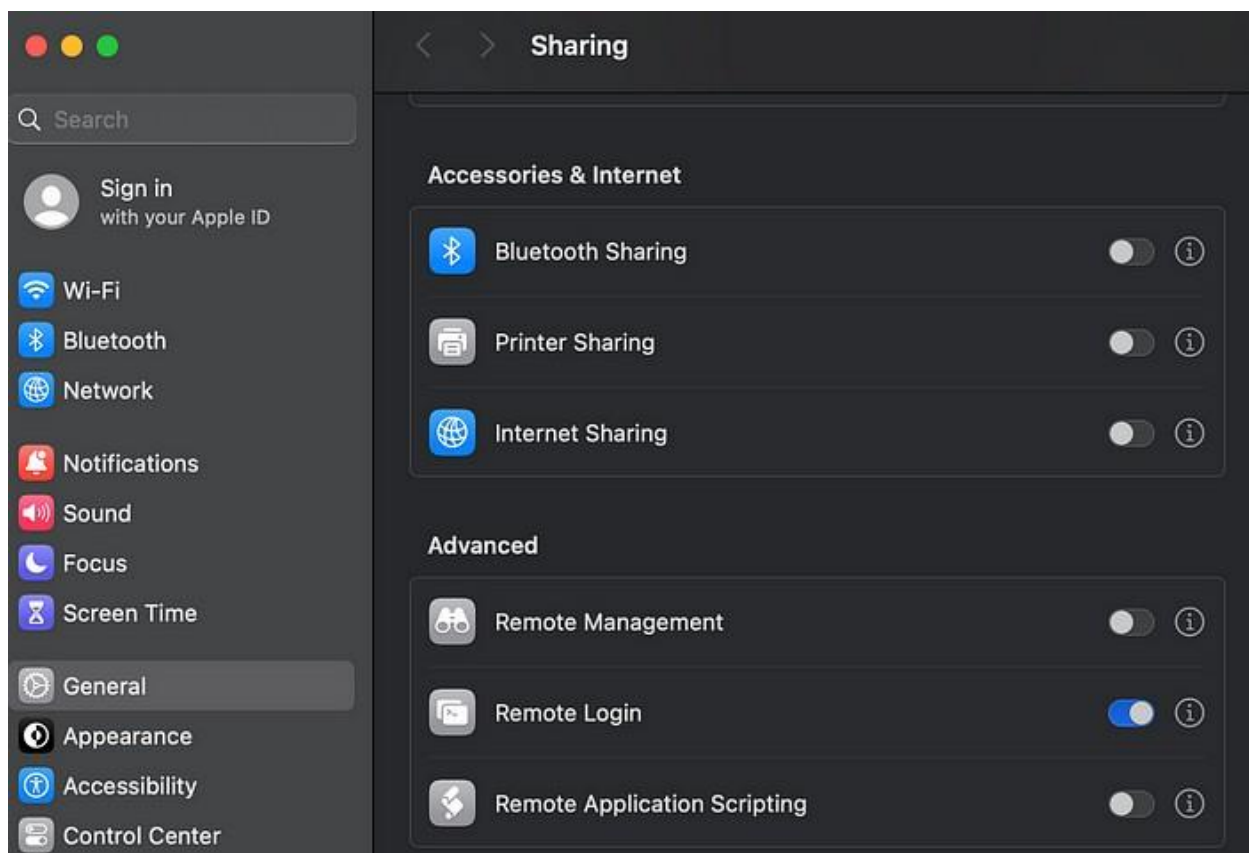 Sharing
Search
Sign in
with your Apple ID
Wi-Fi
Bluetooth
Network
Notifications
Sound
Focus
Screen Time
General
Appearance
Accessibility
Control Center
Accessories & Internet
Bluetooth Sharing
Printer Sharing
Internet Sharing
Advanced
Remote Management
Remote Login
Remote Application Scripting